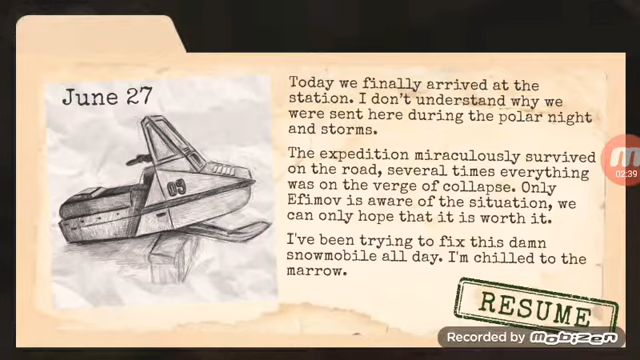 June 27
09
Today we finally arrived at the
station. I don't understand why we
were sent here during the polar night
and storms.
The expedition miraculously survived
on the road, several times everything
was on the verge of collapse. Only
Efimov is aware of the situation, we
can only hope that it is worth it.
I've been trying to fix this damn
snowmobile all day. I'm chilled to the
marrow.
RESUME
02:39
Recorded by mobizen